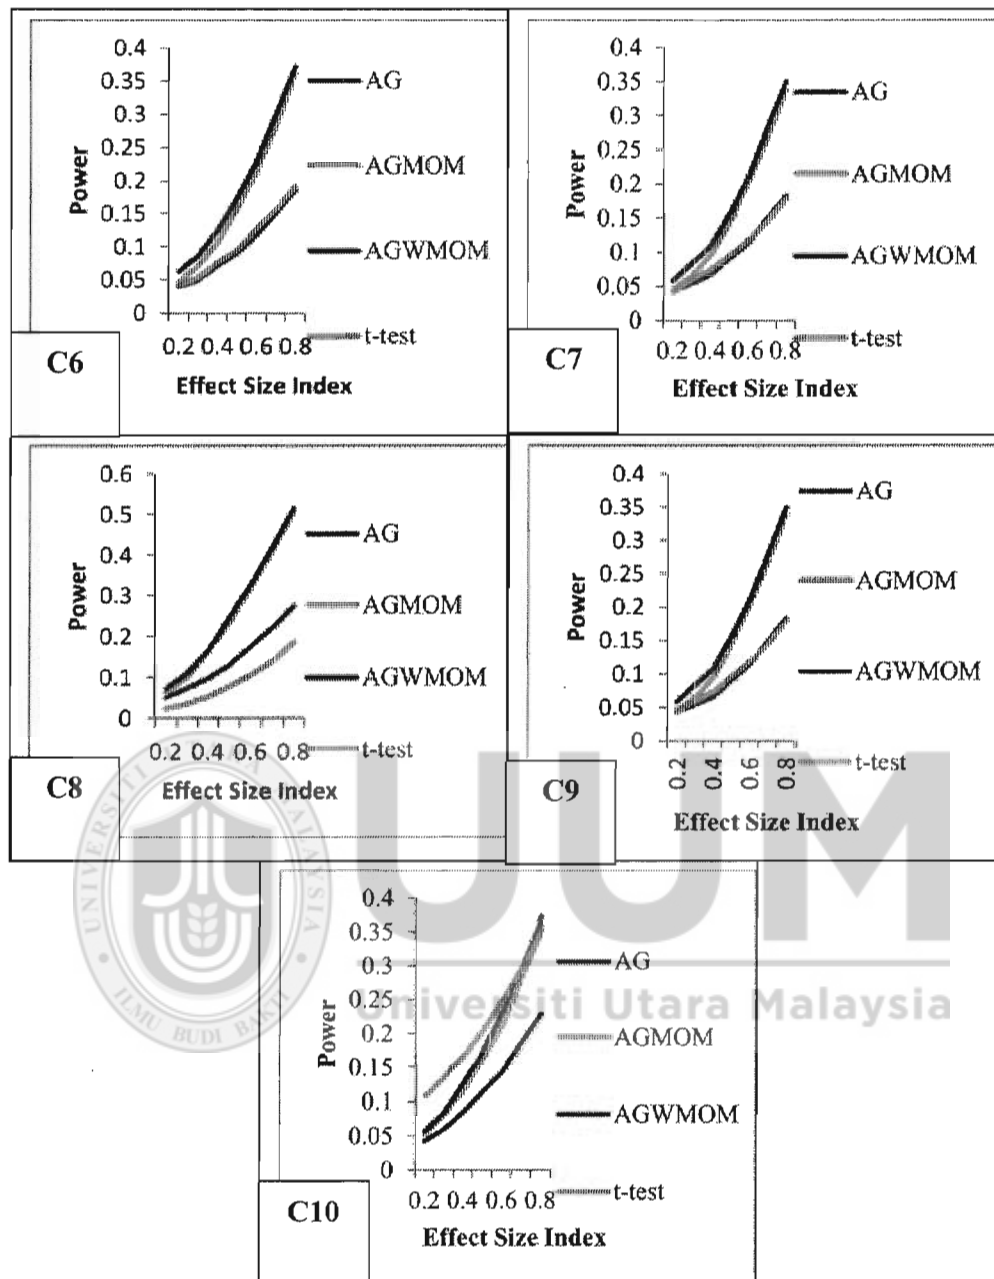 0.4
0.35
0.3
0.25
0.2
0.15
0.1
0.05
0
Power
AG
AGMOM
AGWMOM
t-test
0.2 0.4 0.6 0.8
Effect Size Index
C6
0.4
0.35
0.3
0.25
0.2
0.15
0.1
0.05
0
Power
AG
AGMOM
AGWMOM
t-test
0.2 0.4 0.6 0.8
Effect Size Index
C7
0.6
0.5
0.4
0.3
0.2
0.1
0
Power
AG
AGMOM
AGWMOM
t-test
0.2 0.4 0.6 0.8
Effect Size Index
C8
0.4
0.35
0.3
0.25
0.2
0.15
0.1
0.05
0
Power
AG
AGMOM
AGWMOM
t-test
0.2 0.4 0.6 0.8
Effect Size Index
C9
0.4
0.35
0.3
0.25
0.2
0.15
0.1
0.05
0
Power
AG
AGMOM
AGWMOM
t-test
0.2 0.4 0.6 0.8
Effect Size Index
C10
UUM
Universiti Utara Malaysia
UNIVERSITI UTARA MALAYSIA
ILMU BUDI BAKTI